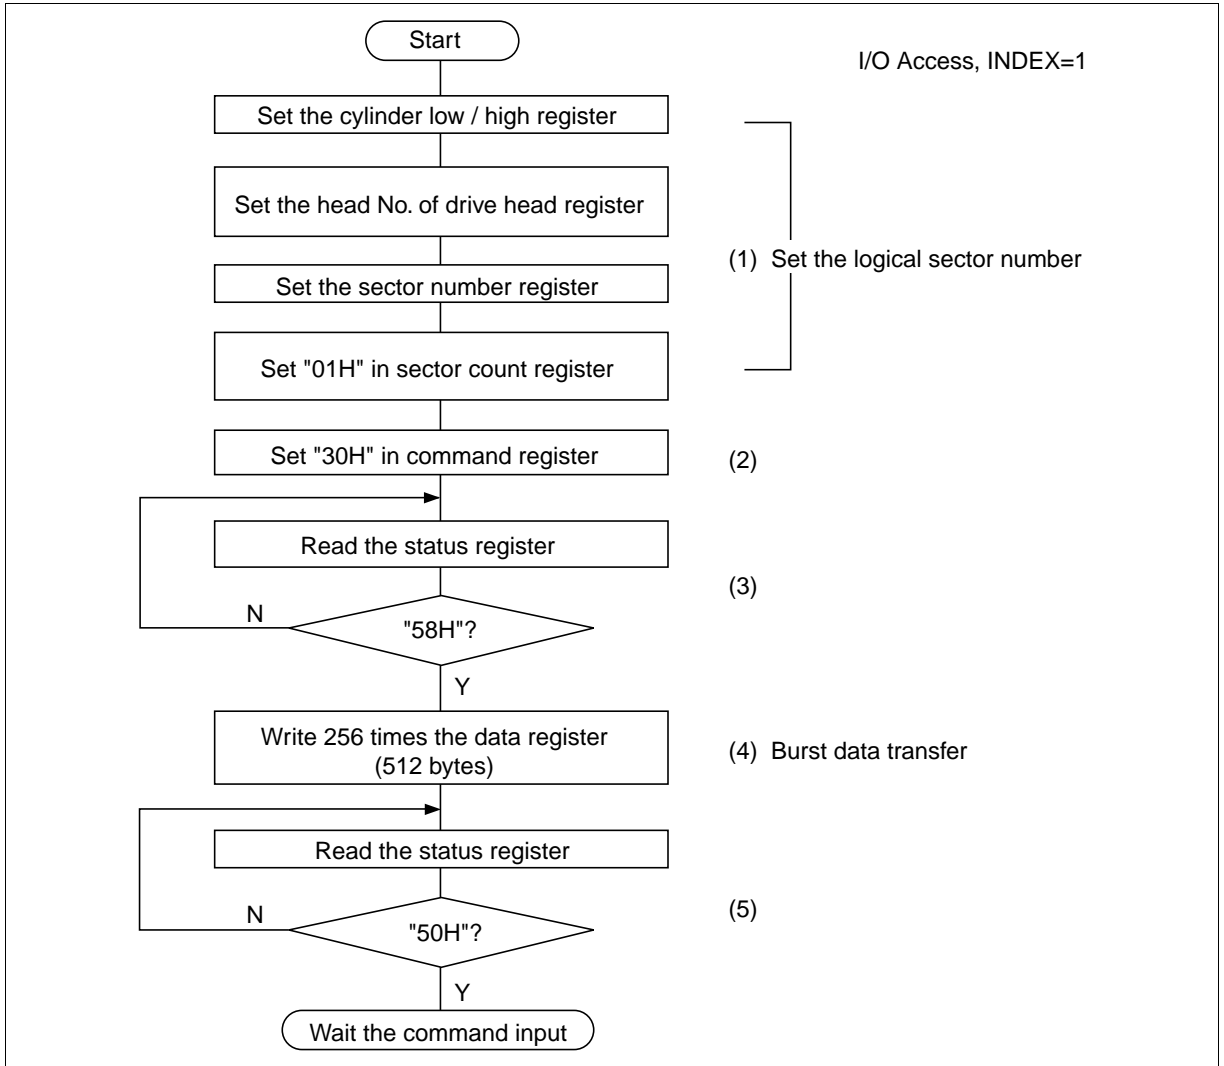 Start
I/O Access, INDEX=1
Set the cylinder low / high register
Set the head No. of drive head register
(1) Set the logical sector number
Set the sector number register
Set "01H" in sector count register
Set "30H" in command register
(2)
Read the status register
(3)
N
"58H"?
Y
Write 256 times the data register
(512 bytes)
(4) Burst data transfer
Read the status register
(5)
N
"50H"?
Y
Wait the command input